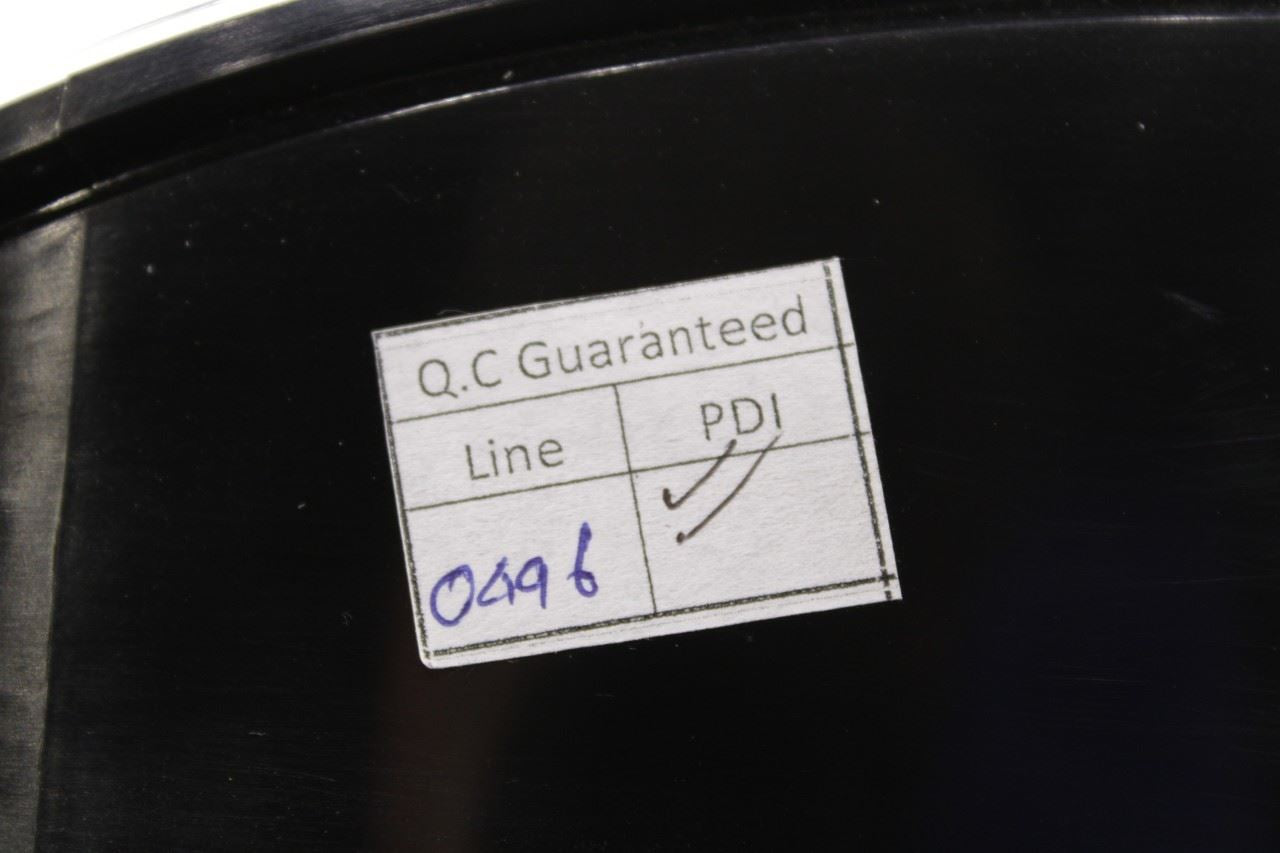 Q.C Guaranteed
Line PDI
0496 ✓✓